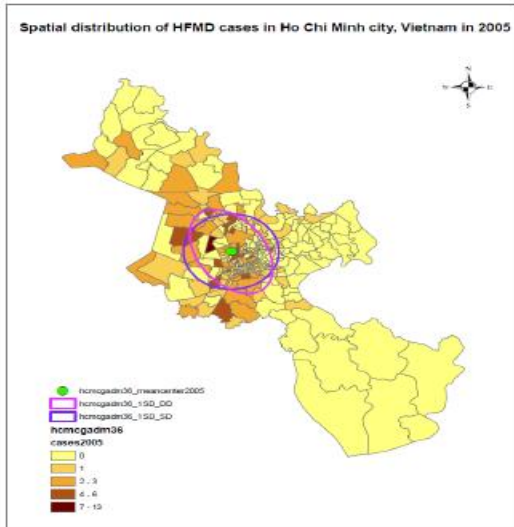 Spatial distribution of HFMD cases in Ho Chi Minh city, Vietnam in 2005
N
W E
S
hcmcgadm36_meancenter2005
hcmcgadm36_1SD_DD
hcmcgadm36_1SD_SD
hcmcgadm36
cases2005
0
1
2 - 3
4 - 6
7 - 13